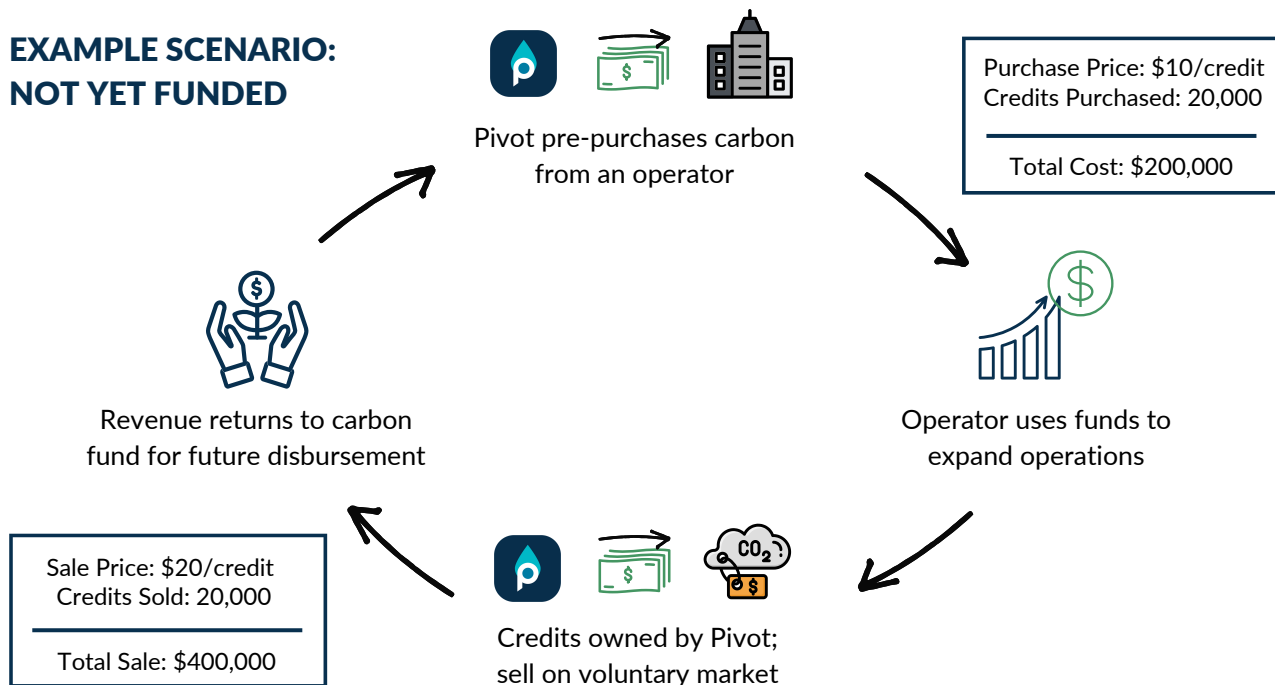 EXAMPLE SCENARIO:
NOT YET FUNDED
$
Pivot pre-purchases carbon
from an operator
Purchase Price: $10/credit
Credits Purchased: 20,000
Total Cost: $200,000
$
Operator uses funds to
expand operations
$
CO2
$
Credits owned by Pivot;
sell on voluntary market
$
Revenue returns to carbon
fund for future disbursement
Sale Price: $20/credit
Credits Sold: 20,000
Total Sale: $400,000